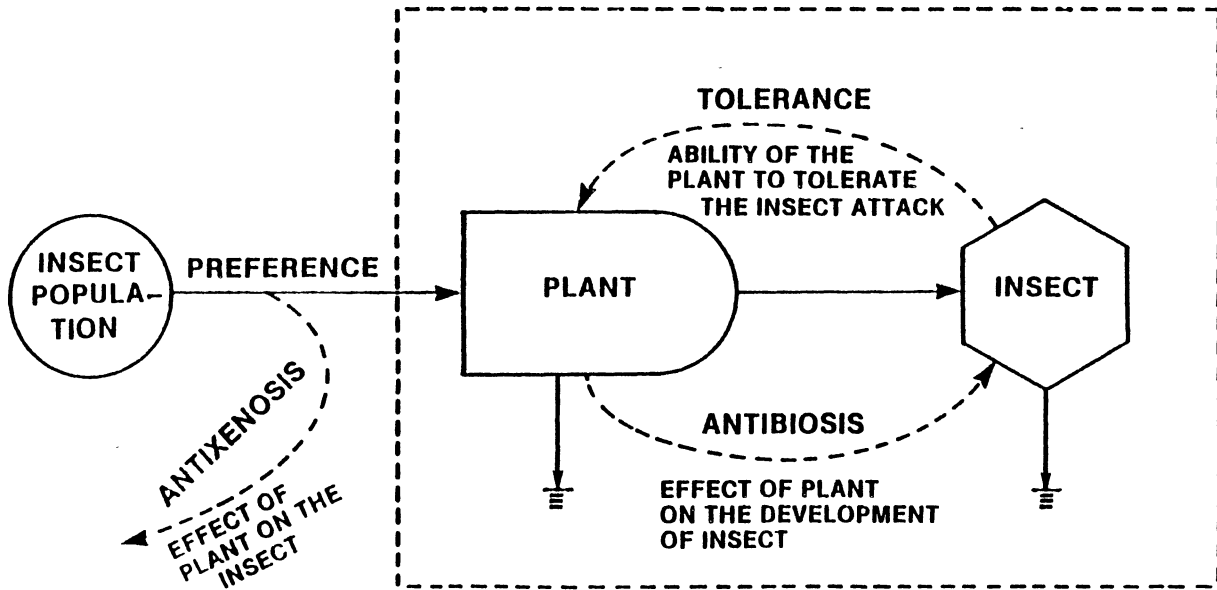 TOLERANCE
ABILITY OF THE
PLANT TO TOLERATE
THE INSECT ATTACK
INSECT
POPULA-
TION
PREFERENCE
PLANT
INSECT
ANTIXENOSIS
EFFECT OF
PLANT ON THE
INSECT
ANTIBIOSIS
EFFECT OF PLANT
ON THE DEVELOPMENT
OF INSECT